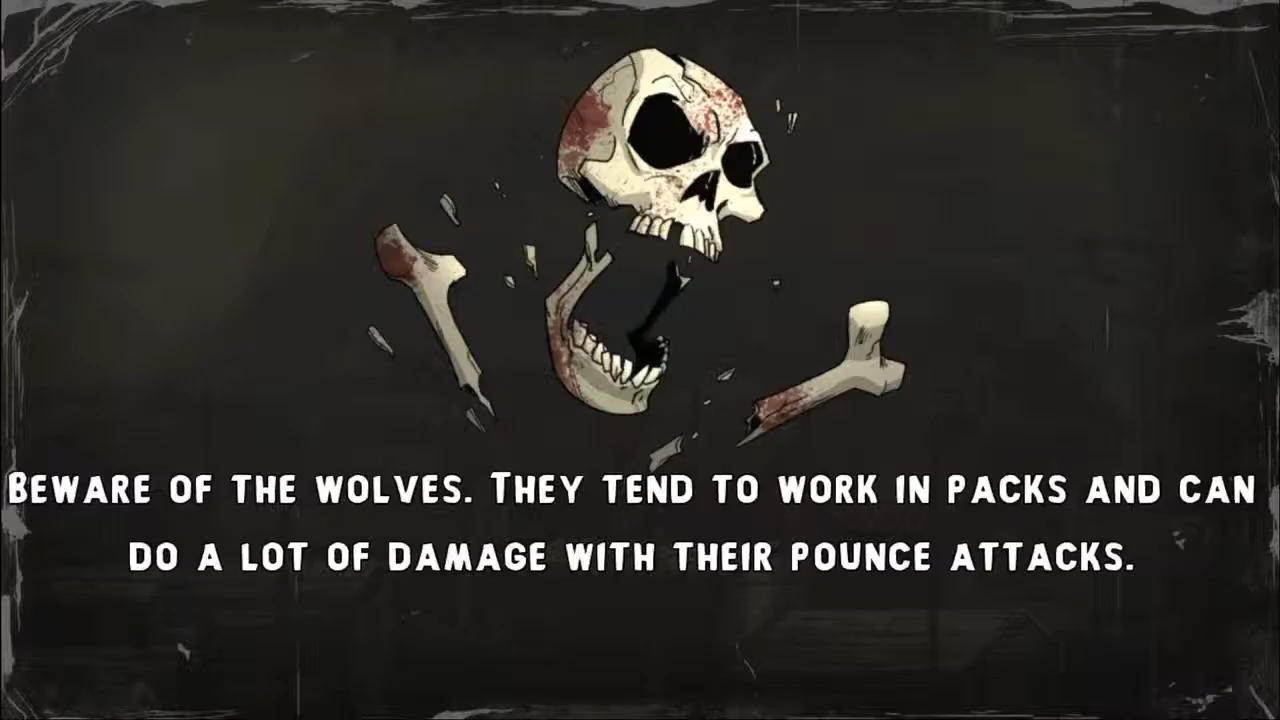 Beware of the wolves. They tend to work in packs and can
do a lot of damage with their pounce attacks.